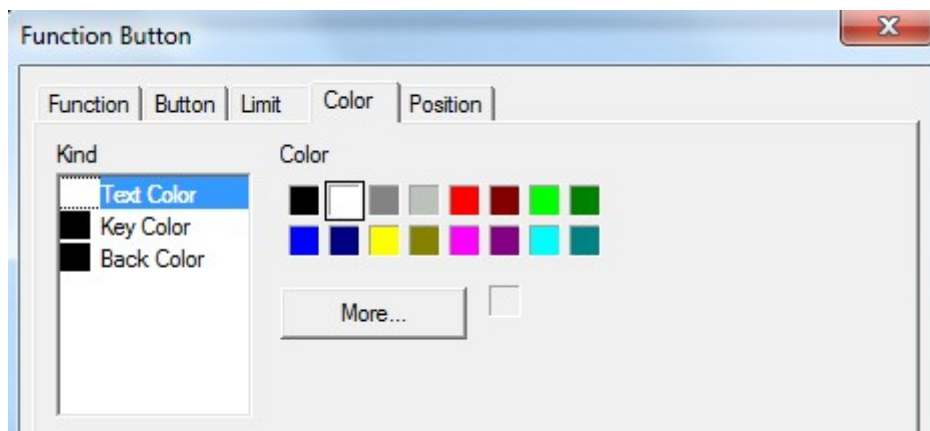 Function Button
Function Button Limit Color Position
Kind Color
Text Color
Key Color
Back Color
More...